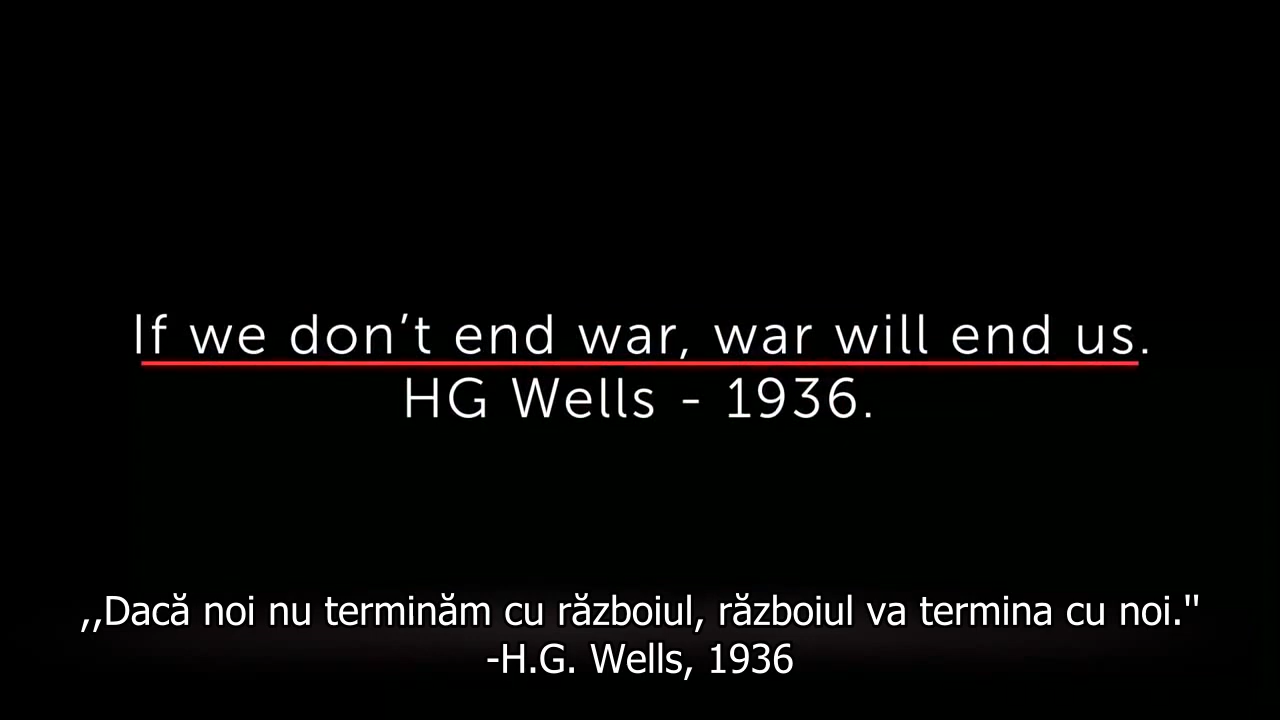 If we don’t end war, war will end us.
HG Wells - 1936.
,,Dacă noi nu terminăm cu războiul, războiul va termina cu noi."
-H.G. Wells, 1936